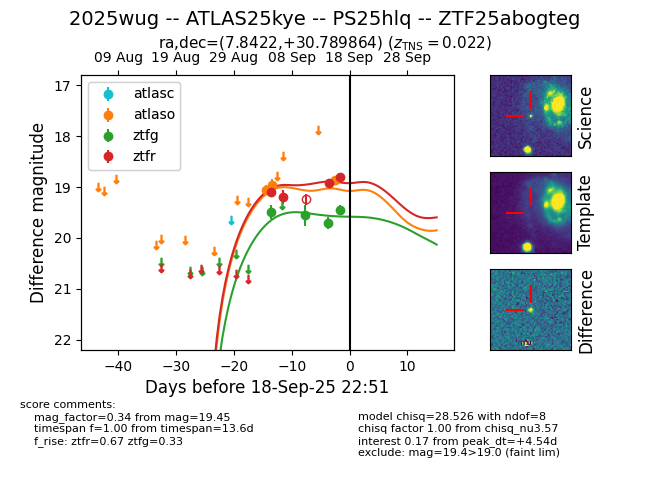 2025wug -- ATLAS25kye -- PS25hlq -- ZTF25abogteg
ra,dec=(7.8422,+30.789864) (z_TNS = 0.022)
09 Aug 19 Aug 29 Aug 08 Sep 18 Sep 28 Sep
atlasc
atlaso
ztfg
ztfr
17
18
19
20
21
22
Difference magnitude
−40 −30 −20 −10 0 10
Days before 18-Sep-25 22:51
Science
Template
Difference
score comments:
mag_factor=0.34 from mag=19.45
timespan f=1.00 from timespan=13.6d
f_rise: ztfr=0.67 ztfg=0.33
model chisq=28.526 with ndof=8
chisq factor 1.00 from chisq_nu3.57
interest 0.17 from peak_dt=+4.54d
exclude: mag=19.4>19.0 (faint lim)